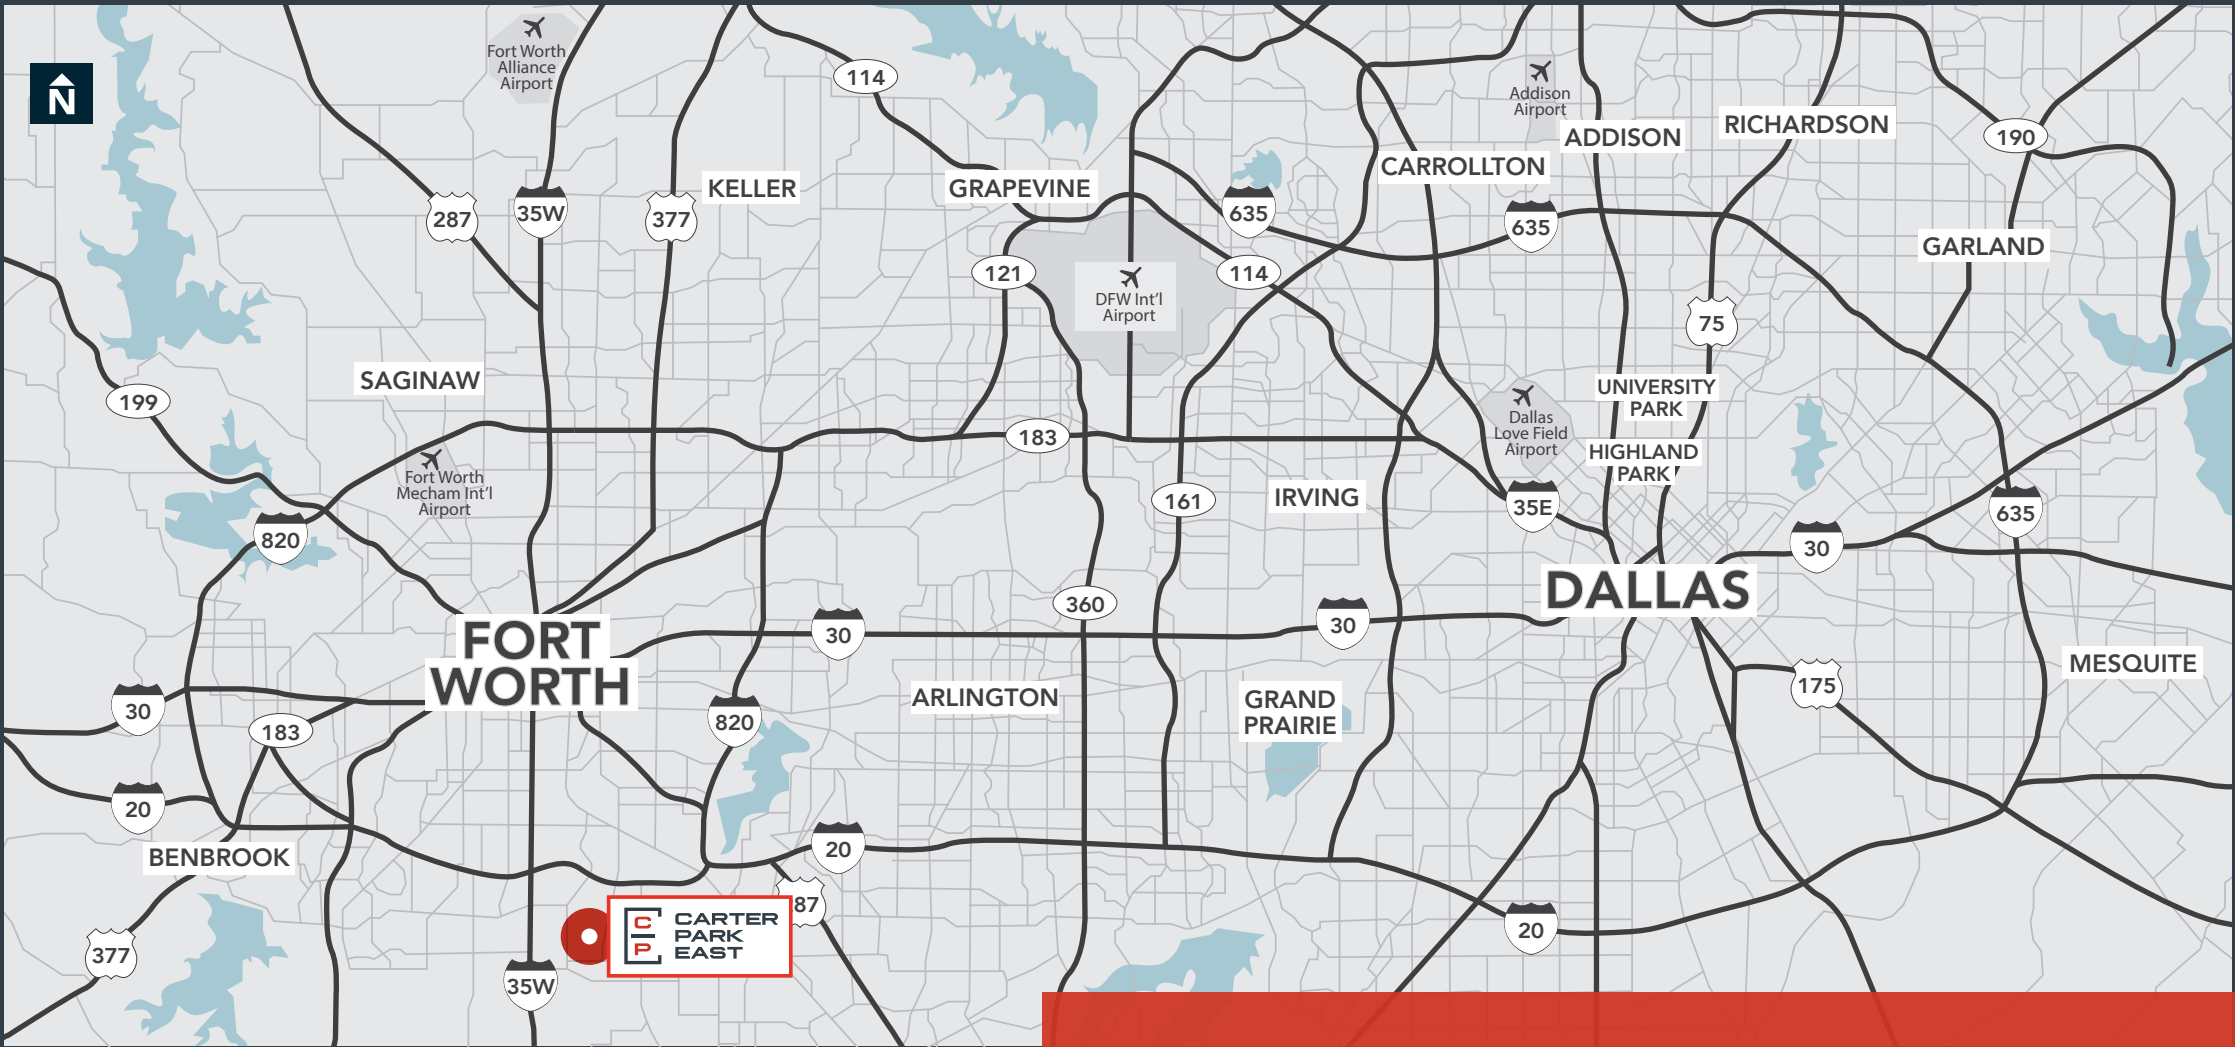 Fort Worth
Alliance
Airport
N
114
Addison
Airport
ADDISON
RICHARDSON
190
CARROLLTON
KELLER
GRAPEVINE
287
35W
377
635
635
GARLAND
121
DFW Int'l
Airport
114
75
SAGINAW
199
UNIVERSITY
PARK
Dallas
Love Field
Airport
183
HIGHLAND
PARK
Fort Worth
Mecham Int'l
Airport
161
IRVING
35E
635
820
30
DALLAS
360
30
30
FORT
WORTH
MESQUITE
175
ARLINGTON
GRAND
PRAIRIE
30
183
820
20
20
BENBROOK
87
C
P
CARTER
PARK
EAST
20
377
35W